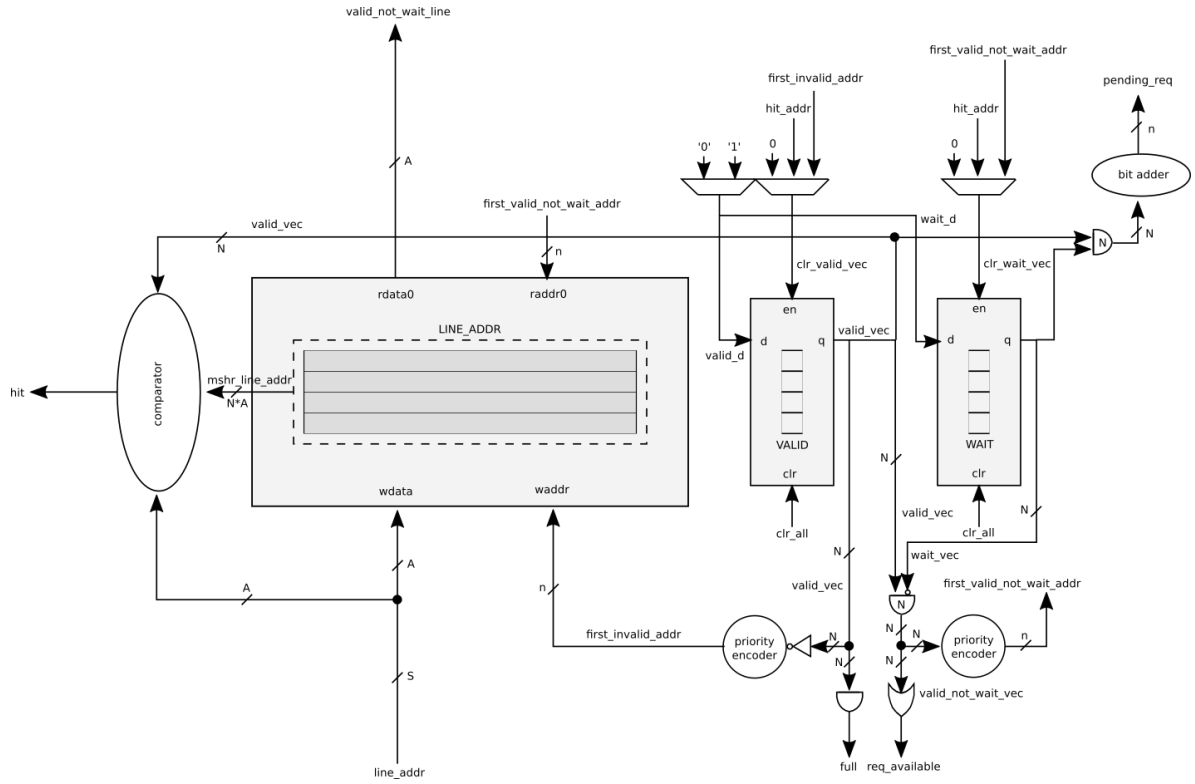 valid_not_wait_line
first_valid_not_wait_addr
first_invalid_addr
pending_req
hit_addr
hit_addr
n
'0'
'1'
0
0
A
bit adder
first_valid_not_wait_addr
valid_vec
N
wait_d
N
N
n
clr_valid_vec
clr_wait_vec
rdata0
raddr0
en
en
LINE_ADDR
valid_vec
d
q
d
q
valid_d
mshr_line_addr
N*A
hit
comparator
VALID
WAIT
N
wdata
waddr
clr
clr
valid_vec
N
clr_all
clr_all
N
wait_vec
A
A
n
valid_vec
first_valid_not_wait_addr
N
N
first_invalid_addr
priority
encoder
N
N
priority
encoder
n
N
N
S
valid_not_wait_vec
line_addr
full
req_available